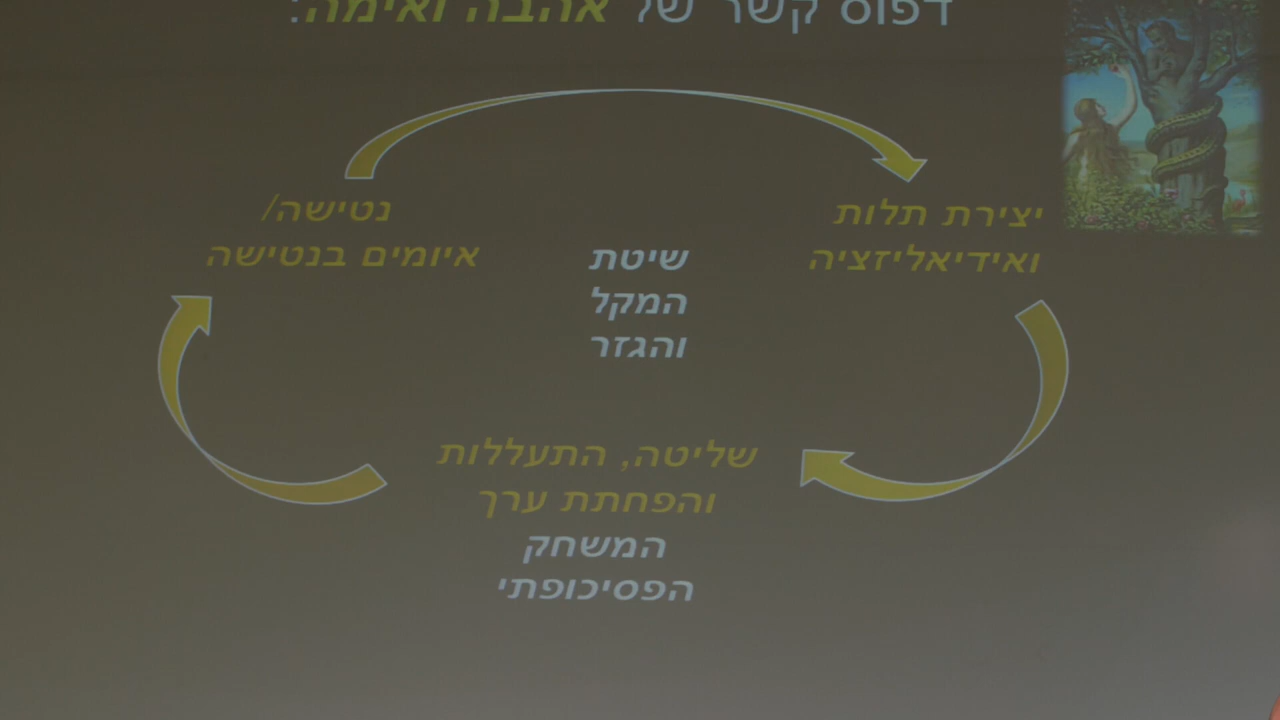 דפוס קשר של אהבה ואימה:
יצירת תלות
ואידיאליזציה
שיטת
המקל
והגזר
נטישה/
איומים בנטישה
שליטה, התעללות
והפחתת ערך
המשחק
הפסיכופתי